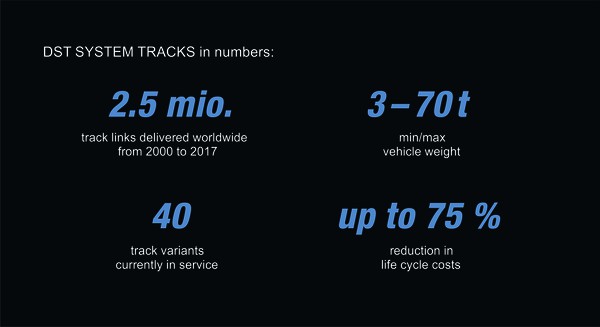 DST SYSTEM TRACKS in numbers:
2.5 mio.
track links delivered worldwide
from 2000 to 2017
3 – 70 t
min/max
vehicle weight
40
track variants
currently in service
up to 75 %
reduction in
life cycle costs